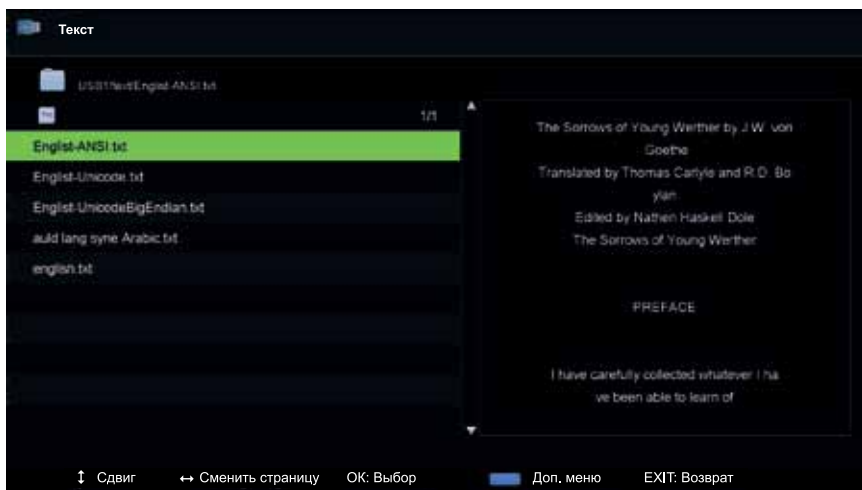 Текст
USB1\Text\Englist-ANSI.txt
1/1
Englist-ANSI.txt
Englist-Unicode.txt
Englist-UnicodeBigEndian.txt
auld lang syne Arabic.txt
english.txt
The Sorrows of Young Werther by J.W. von
Goethe
Translated by Thomas Carlyle and R.D. Bo
ylan
Edited by Nathen Haskell Dole
The Sorrows of Young Werther
PREFACE
I have carefully collected whatever I ha
ve been able to learn of
↕ Сдвиг ↔ Сменить страницу ОК: Выбор Доп. меню EXIT: Возврат